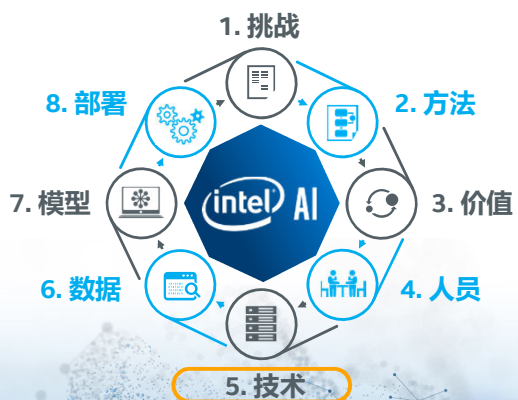 1. 挑战
8. 部署
2. 方法
intel AI
7. 模型
3. 价值
6. 数据
4. 人员
5. 技术